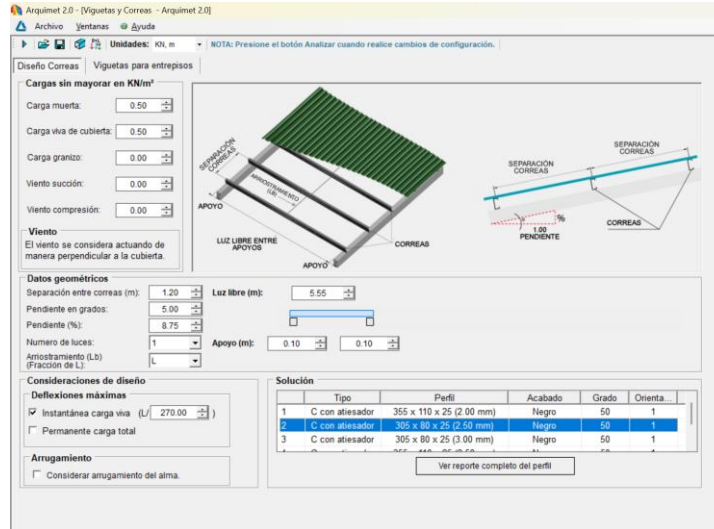 Arquimet 2.0 - [Viguetas y Correas - Arquimet 2.0]
Archivo Ventanas Ayuda
Unidades: KN, m NOTA: Presione el botón Analizar cuando realice cambios de configuración.
Diseño Correas Viguetas para entrepisos
Cargas sin mayorar en KN/m²
Carga muerta: 0.50
Carga viva de cubierta: 0.50
Carga granizo: 0.00
Viento succión: 0.00
Viento compresión: 0.00
Viento
El viento se considera actuando de
manera perpendicular a la cubierta.
SEPARACIÓN
CORREAS
ARRIOSTRAMIENTO
(LB)
APOYO
LUZ LIBRE ENTRE
APOYOS
CORREAS
APOYO
SEPARACIÓN
CORREAS
SEPARACIÓN
CORREAS
%
1.00
PENDIENTE
CORREAS
Datos geométricos
Separación entre correas (m): 1.20 Luz libre (m): 5.55
Pendiente en grados: 5.00
Pendiente (%): 8.75
Numero de luces: 1 Apoyo (m): 0.10 0.10
Arriostramiento (Lb)
(Fracción de L): L
Consideraciones de diseño
Deflexiones máximas
Instantánea carga viva (L/ 270.00 )
Permanente carga total
Arrugamiento
Considerar arrugamiento del alma.
Solución
Tipo Perfil Acabado Grado Orienta...
1 C con atiesador 355 x 110 x 25 (2.00 mm) Negro 50 1
2 C con atiesador 305 x 80 x 25 (2.50 mm) Negro 50 1
3 C con atiesador 305 x 80 x 25 (3.00 mm) Negro 50 1
Ver reporte completo del perfil